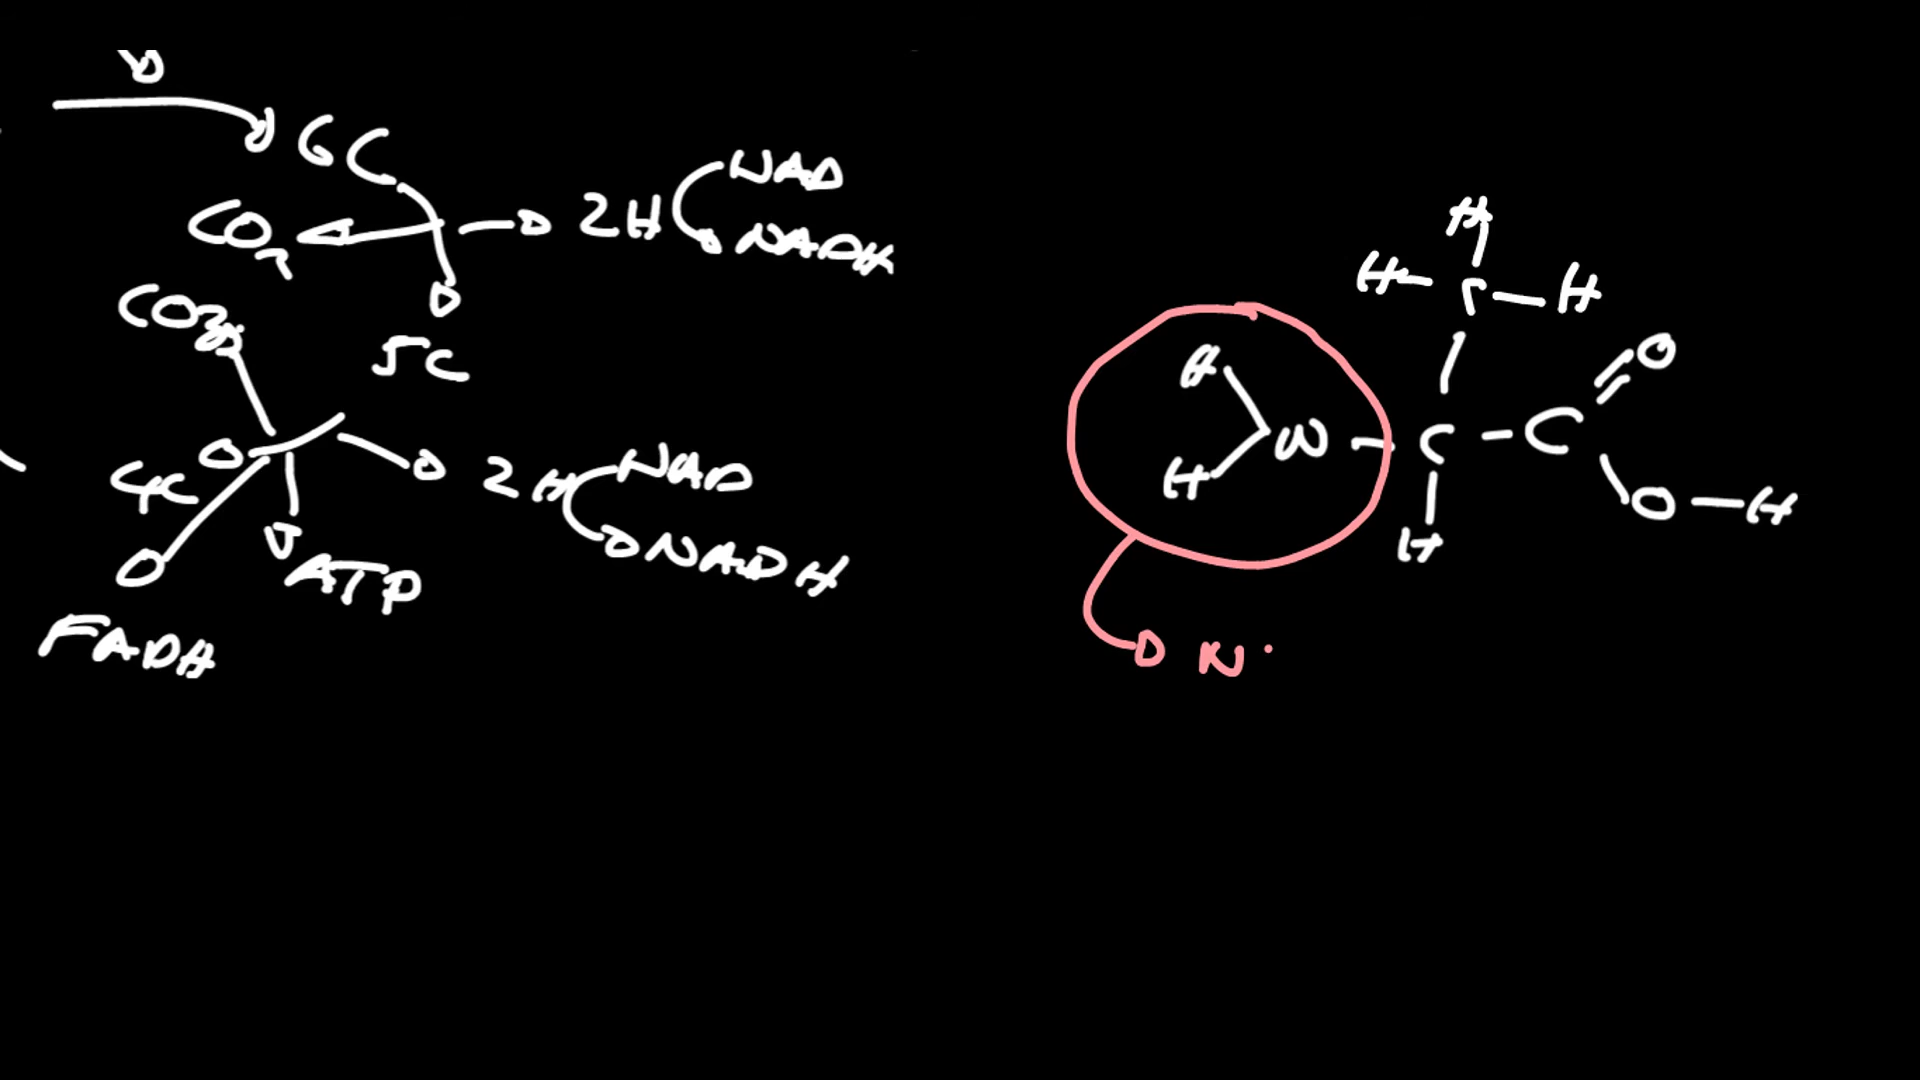 6C
NAD
CO2 2H
NADH
CO2
5C
4C 2H NAD
NADH
ATP
FADH
H
H C H
H O
N C C
H O H
H
N